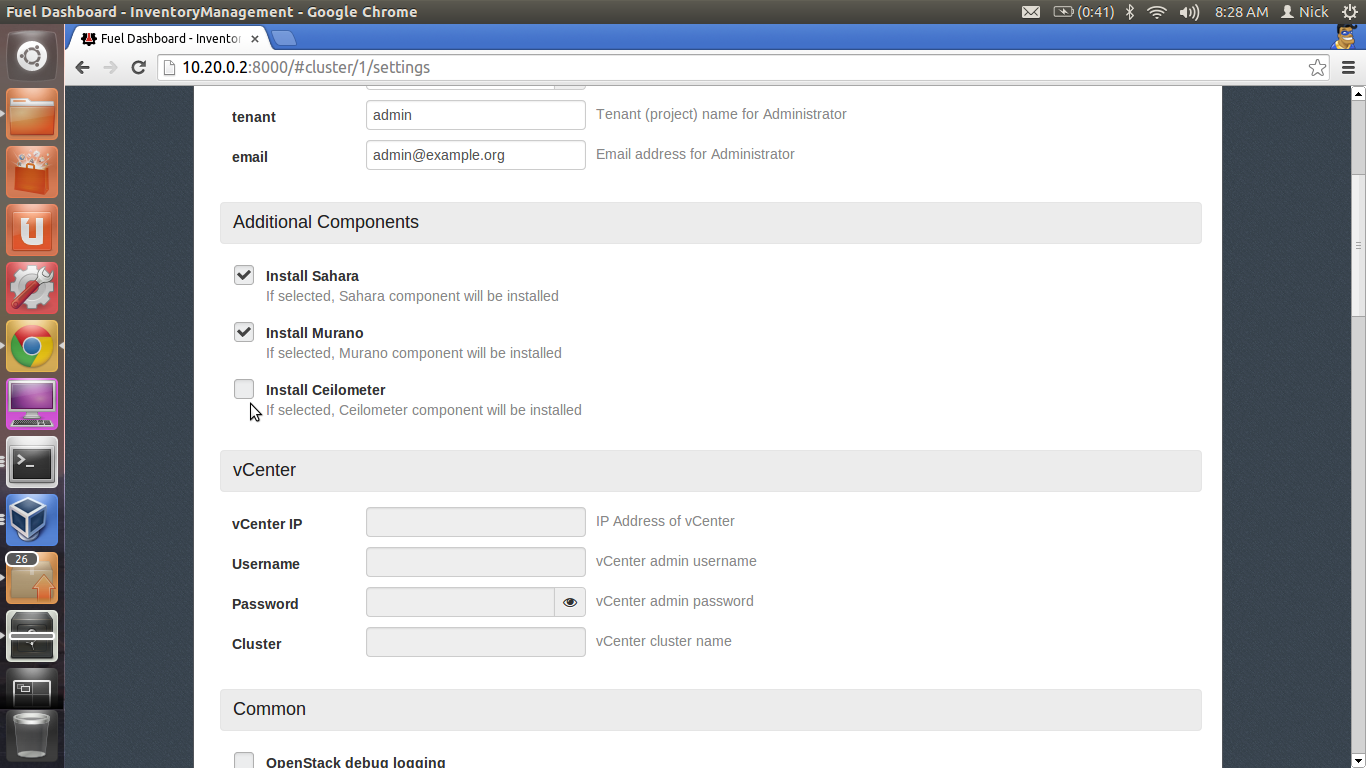 Fuel Dashboard - InventoryManagement - Google Chrome
(0:41)
8:28 AM
Nick
Fuel Dashboard - Invento
10.20.0.2:8000/#cluster/1/settings
tenant
admin
Tenant (project) name for Administrator
email
admin@example.org
Email address for Administrator
Additional Components
Install Sahara
If selected, Sahara component will be installed
Install Murano
If selected, Murano component will be installed
Install Ceilometer
If selected, Ceilometer component will be installed
vCenter
vCenter IP
IP Address of vCenter
Username
vCenter admin username
Password
vCenter admin password
Cluster
vCenter cluster name
Common
OpenStack debug logging
26